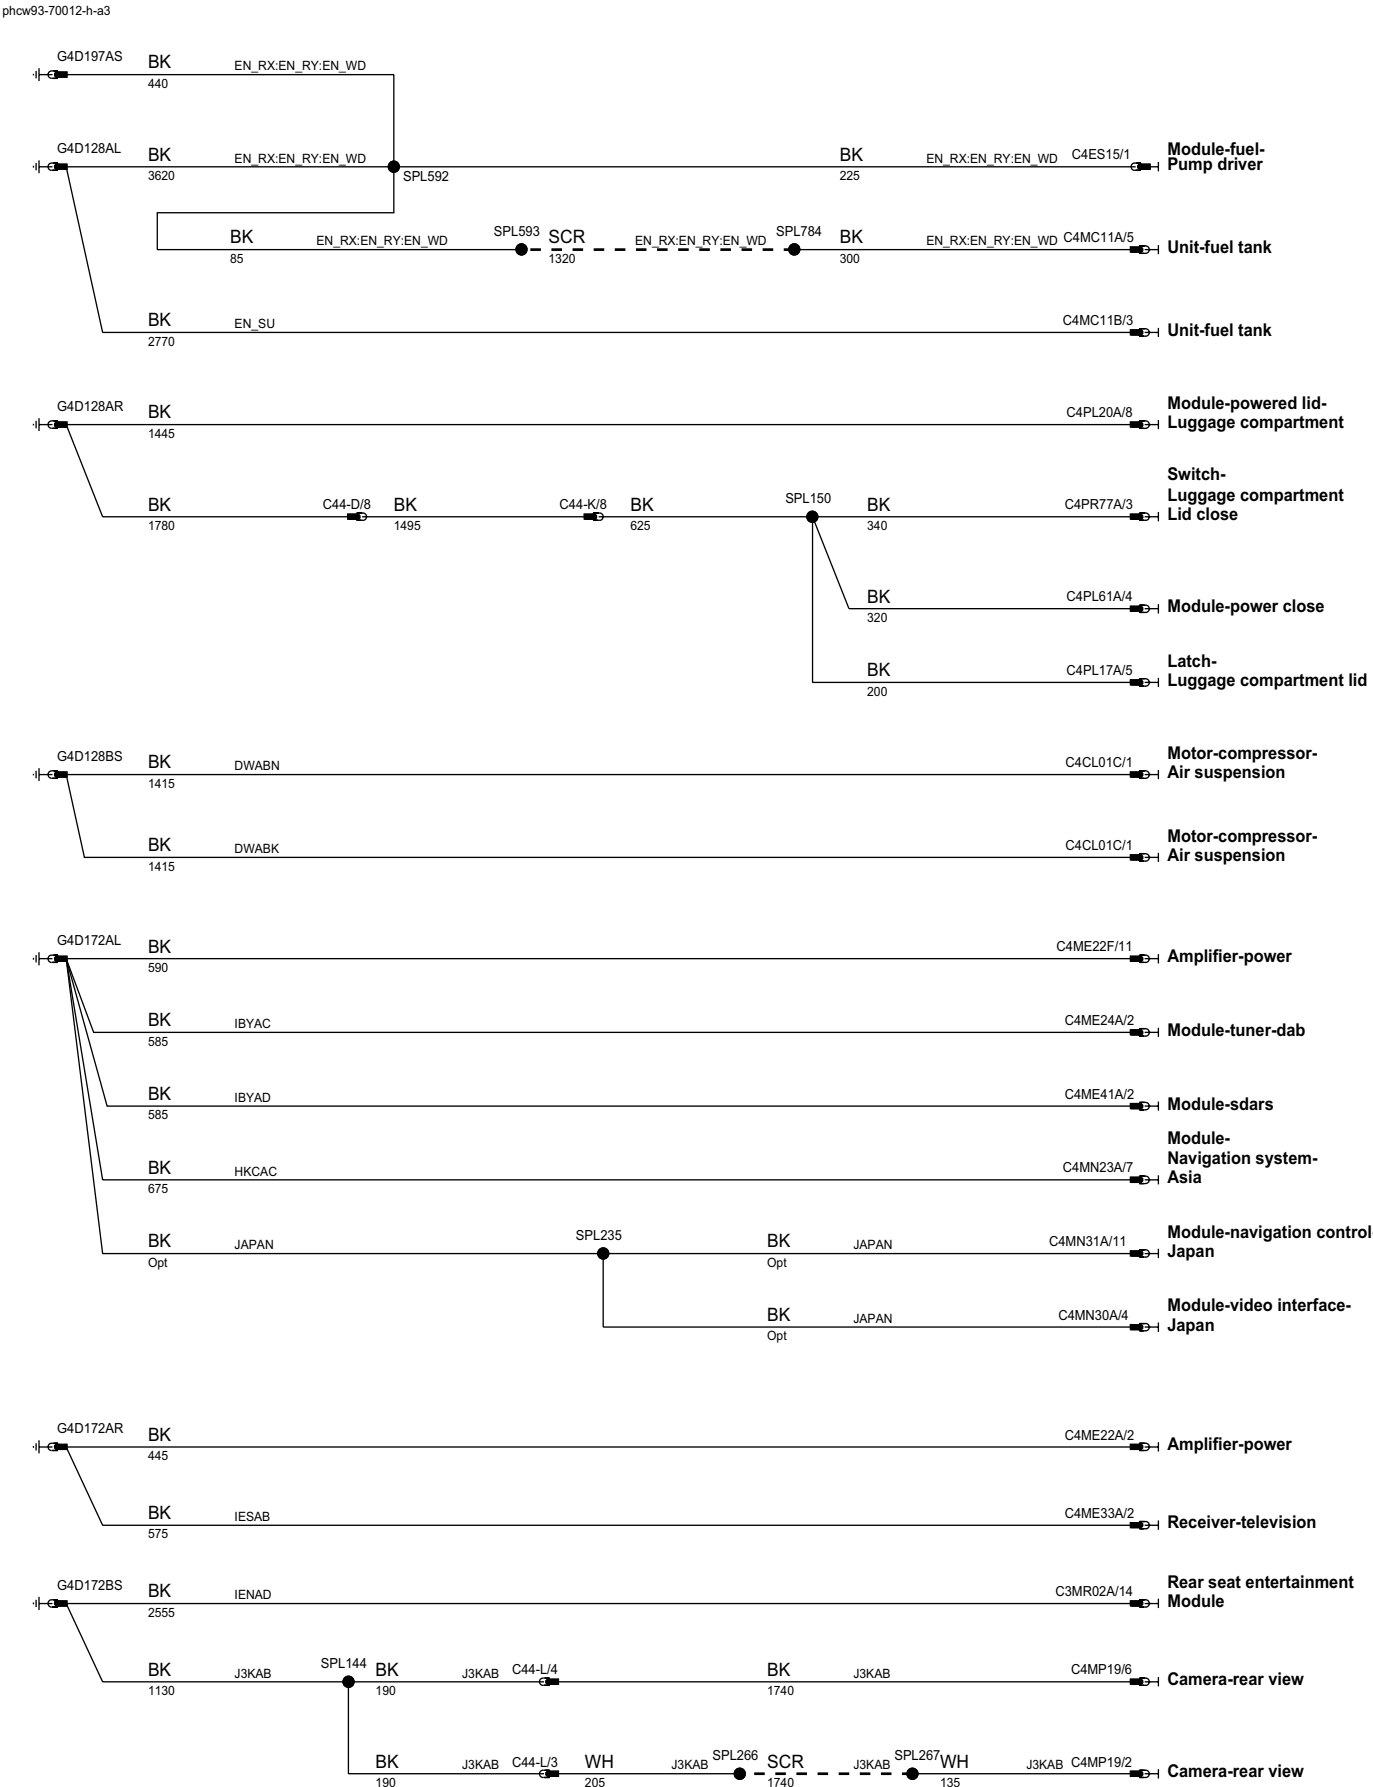 phcw93-70012-h-a3
G4D197AS BK EN_RX:EN_RY:EN_WD
440
G4D128AL BK EN_RX:EN_RY:EN_WD BK EN_RX:EN_RY:EN_WD C4ES15/1 Module-fuel-
Pump driver
3620 SPL592 225
BK EN_RX:EN_RY:EN_WD SPL593 SCR EN_RX:EN_RY:EN_WD SPL784 BK EN_RX:EN_RY:EN_WD C4MC11A/5 Unit-fuel tank
85 1320 300
BK EN_SU C4MC11B/3 Unit-fuel tank
2770
G4D128AR BK C4PL20A/8 Module-powered lid-
Luggage compartment
1445
Switch-
Luggage compartment
BK C44-D/8 BK C44-K/8 BK SPL150 BK C4PR77A/3 Lid close
1780 1495 625 340
BK C4PL61A/4 Module-power close
320
Latch-
BK C4PL17A/5 Luggage compartment lid
200
G4D128BS BK DWABN C4CL01C/1 Motor-compressor-
Air suspension
1415
BK DWABK C4CL01C/1 Motor-compressor-
Air suspension
1415
G4D172AL BK C4ME22F/11 Amplifier-power
590
BK IBYAC C4ME24A/2 Module-tuner-dab
585
BK IBYAD C4ME41A/2 Module-sdars
585
Module-
Navigation system-
BK HKCAC C4MN23A/7 Asia
675
BK JAPAN SPL235 BK JAPAN C4MN31A/11 Module-navigation control
Japan
Opt Opt
BK JAPAN C4MN30A/4 Module-video interface-
Japan
Opt
G4D172AR BK C4ME22A/2 Amplifier-power
445
BK IESAB C4ME33A/2 Receiver-television
575
G4D172BS BK IENAD C3MR02A/14 Rear seat entertainment
Module
2555
BK J3KAB SPL144 BK J3KAB C44-L/4 BK J3KAB C4MP19/6 Camera-rear view
1130 190 1740
BK J3KAB C44-L/3 WH J3KAB SPL266 SCR J3KAB SPL267 WH J3KAB C4MP19/2 Camera-rear view
190 205 1740 135